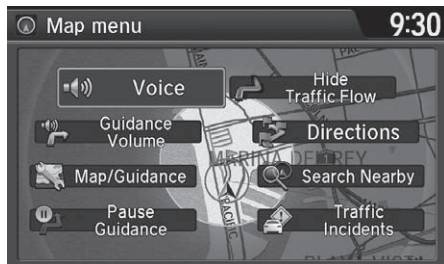 Map menu
9:30
Voice
Hide
Traffic Flow
Guidance
Volume
Directions
Map/Guidance
Search Nearby
Pause
Guidance
Traffic
Incidents
PACIFIC